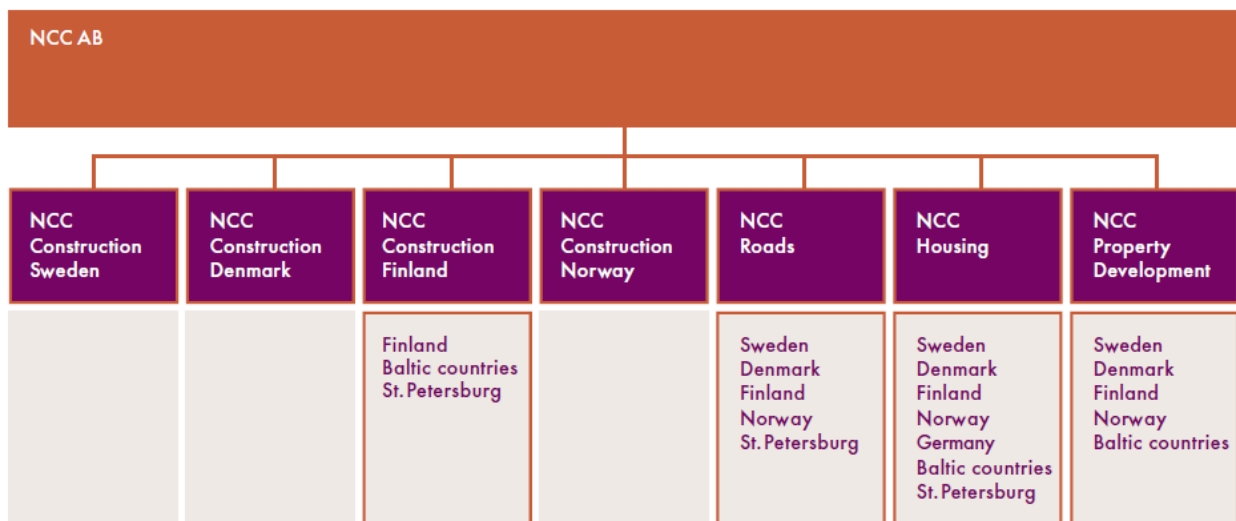 NCC AB
NCC
Construction
Sweden
NCC
Construction
Denmark
NCC
Construction
Finland
NCC
Construction
Norway
NCC
Roads
NCC
Housing
NCC
Property
Development
Finland
Baltic countries
St. Petersburg
Sweden
Denmark
Finland
Norway
St. Petersburg
Sweden
Denmark
Finland
Norway
Germany
Baltic countries
St. Petersburg
Sweden
Denmark
Finland
Norway
Baltic countries